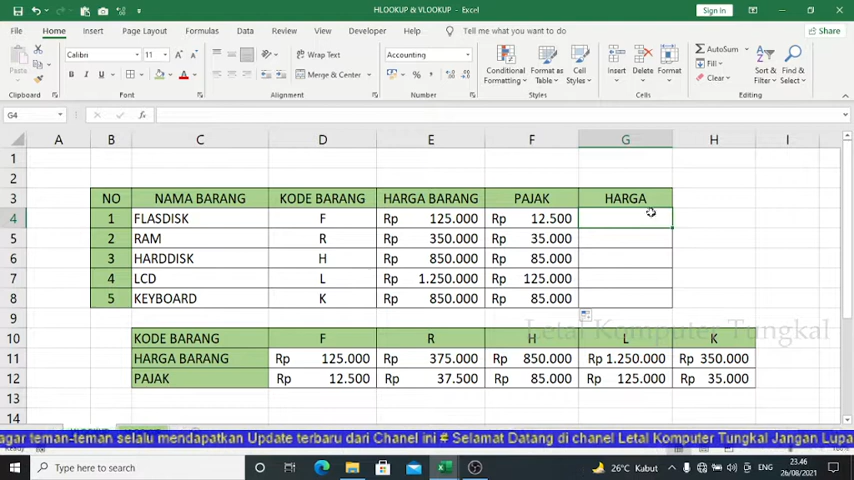 HLOOKUP & VLOOKUP - Excel
Sign in
File Home Insert Draw Page Layout Formulas Data Review View Developer Help Tell me what you want to do Share
Calibri 11 Wrap Text Accounting AutoSum
Paste Merge & Center Conditional Formatting Format as Table Cell Styles Insert Delete Format Fill Clear Sort & Filter Find & Select
Clipboard Font Alignment Number Styles Cells Editing
G4
A B C D E F G H I
1
2
3 NO NAMA BARANG KODE BARANG HARGA BARANG PAJAK HARGA
4 1 FLASDISK F Rp 125.000 Rp 12.500
5 2 RAM R Rp 350.000 Rp 35.000
6 3 HARDDISK H Rp 850.000 Rp 85.000
7 4 LCD L Rp 1.250.000 Rp 125.000
8 5 KEYBOARD K Rp 850.000 Rp 85.000
9
Letal Komputer Tungkal
10 KODE BARANG F R H L K
11 HARGA BARANG Rp 125.000 Rp 375.000 Rp 850.000 Rp 1.250.000 Rp 350.000
12 PAJAK Rp 12.500 Rp 37.500 Rp 85.000 Rp 125.000 Rp 35.000
13
14
agar teman-teman selalu mendapatkan Update terbaru dari Chanel ini # Selamat Datang di chanel Letal Komputer Tungkal Jangan Lupa
Type here to search
26°C Kubut
ENG
23.46
26/08/2021